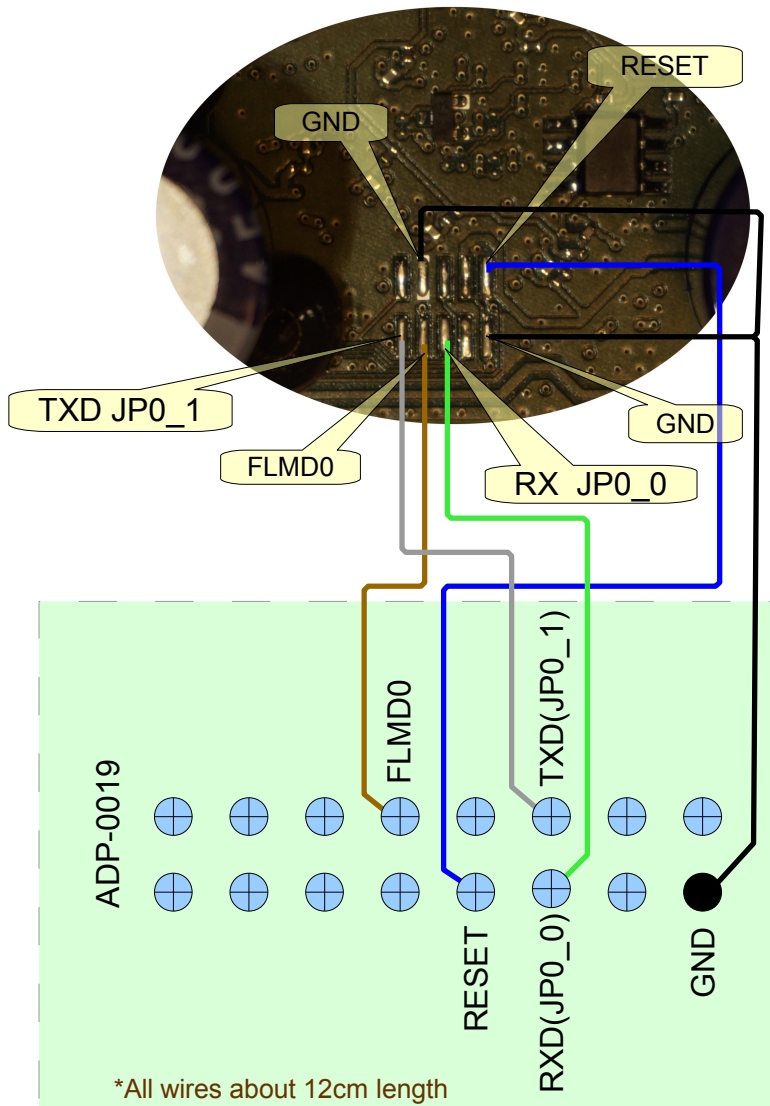 RESET
GND
TXD JP0_1
GND
FLMD0
RX JP0_0
TXD(JP0_1)
FLMD0
ADP-0019
RESET
RXD(JP0_0)
GND
*All wires about 12cm length